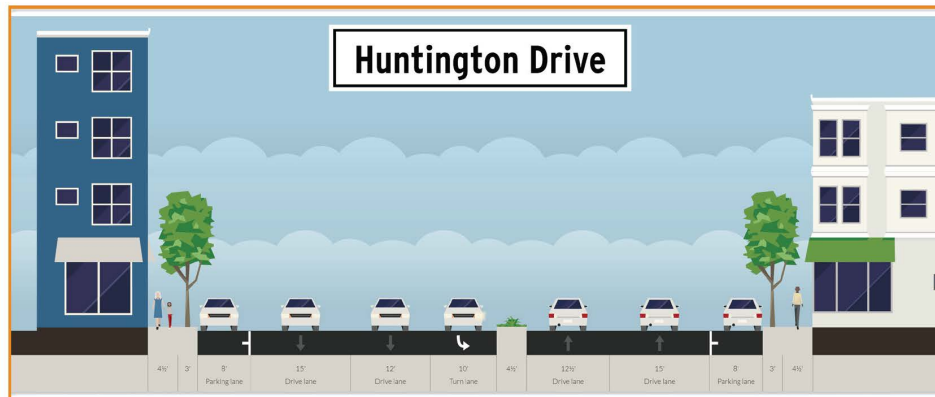 Huntington Drive
4½' 3' 8' 15' 12' 10' 4½' 12½' 15' 8' 3' 4½'
Parking lane Drive lane Drive lane Turn lane Drive lane Drive lane Parking lane